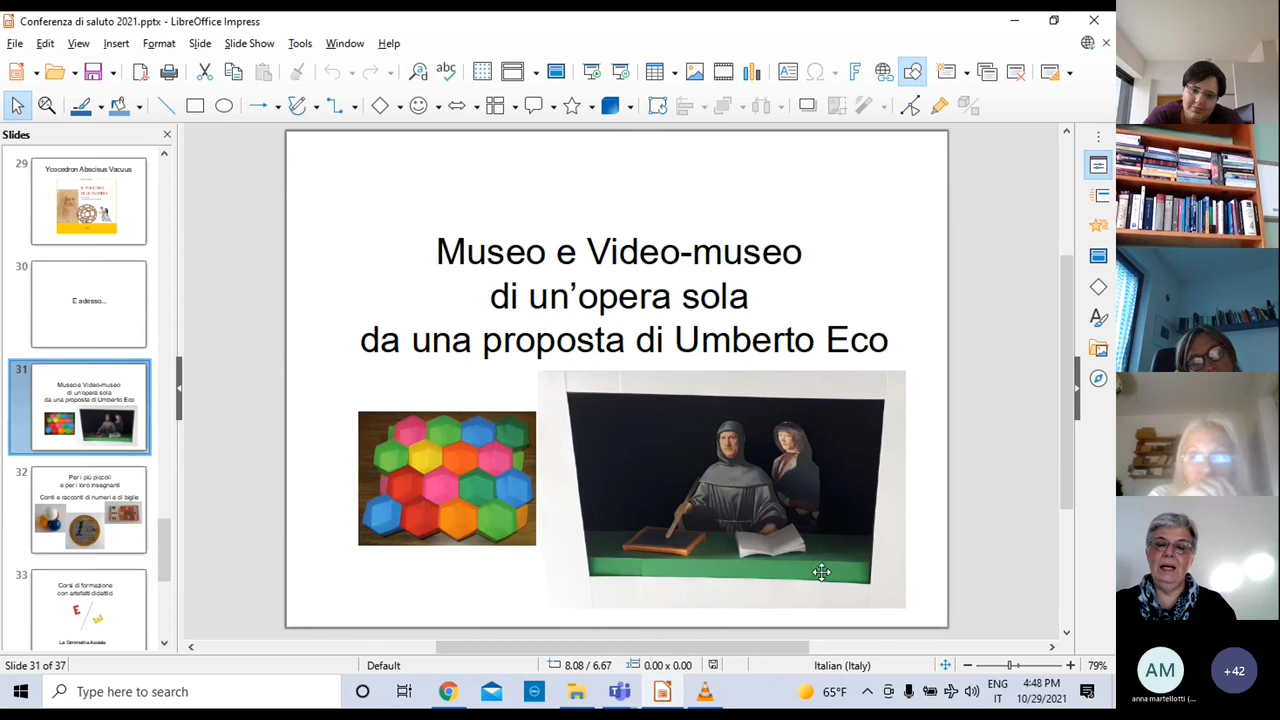 Conferenza di saluto 2021.pptx - LibreOffice Impress
File Edit View Insert Format Slide Slide Show Tools Window Help
Slides
29
Ycocedron Abscisus Vacuus
30
E adesso...
31
Museo e Video-museo
di un'opera sola
da una proposta di Umberto Eco
32
Per i più piccoli
e per i loro insegnanti
Conti e racconti di numeri e di biglie
33
Corsi di formazione
con artefatti didattici
La Simmetria Assiale
Museo e Video-museo
di un’opera sola
da una proposta di Umberto Eco
Slide 31 of 37
Default
8.08 / 6.67
0.00 x 0.00
Italian (Italy)
79%
Type here to search
65°F
ENG
IT
4:48 PM
10/29/2021
AM
anna martellotti (...
+42